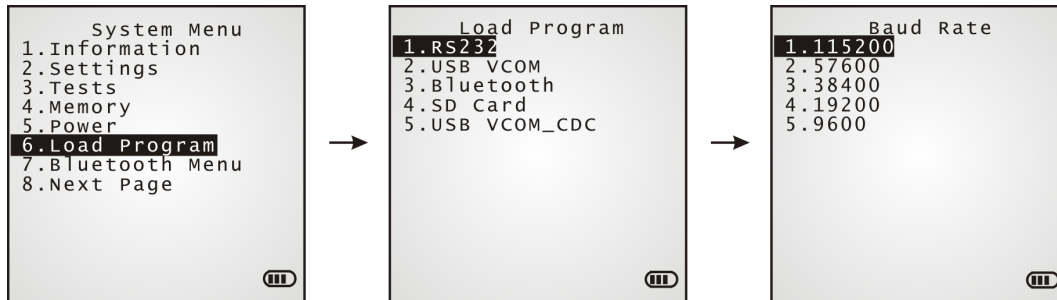 System Menu
1.Information
2.Settings
3.Tests
4.Memory
5.Power
6.Load Program
7.Bluetooth Menu
8.Next Page
Load Program
1.RS232
2.USB VCOM
3.Bluetooth
4.SD Card
5.USB VCOM_CDC
Baud Rate
1.115200
2.57600
3.38400
4.19200
5.9600